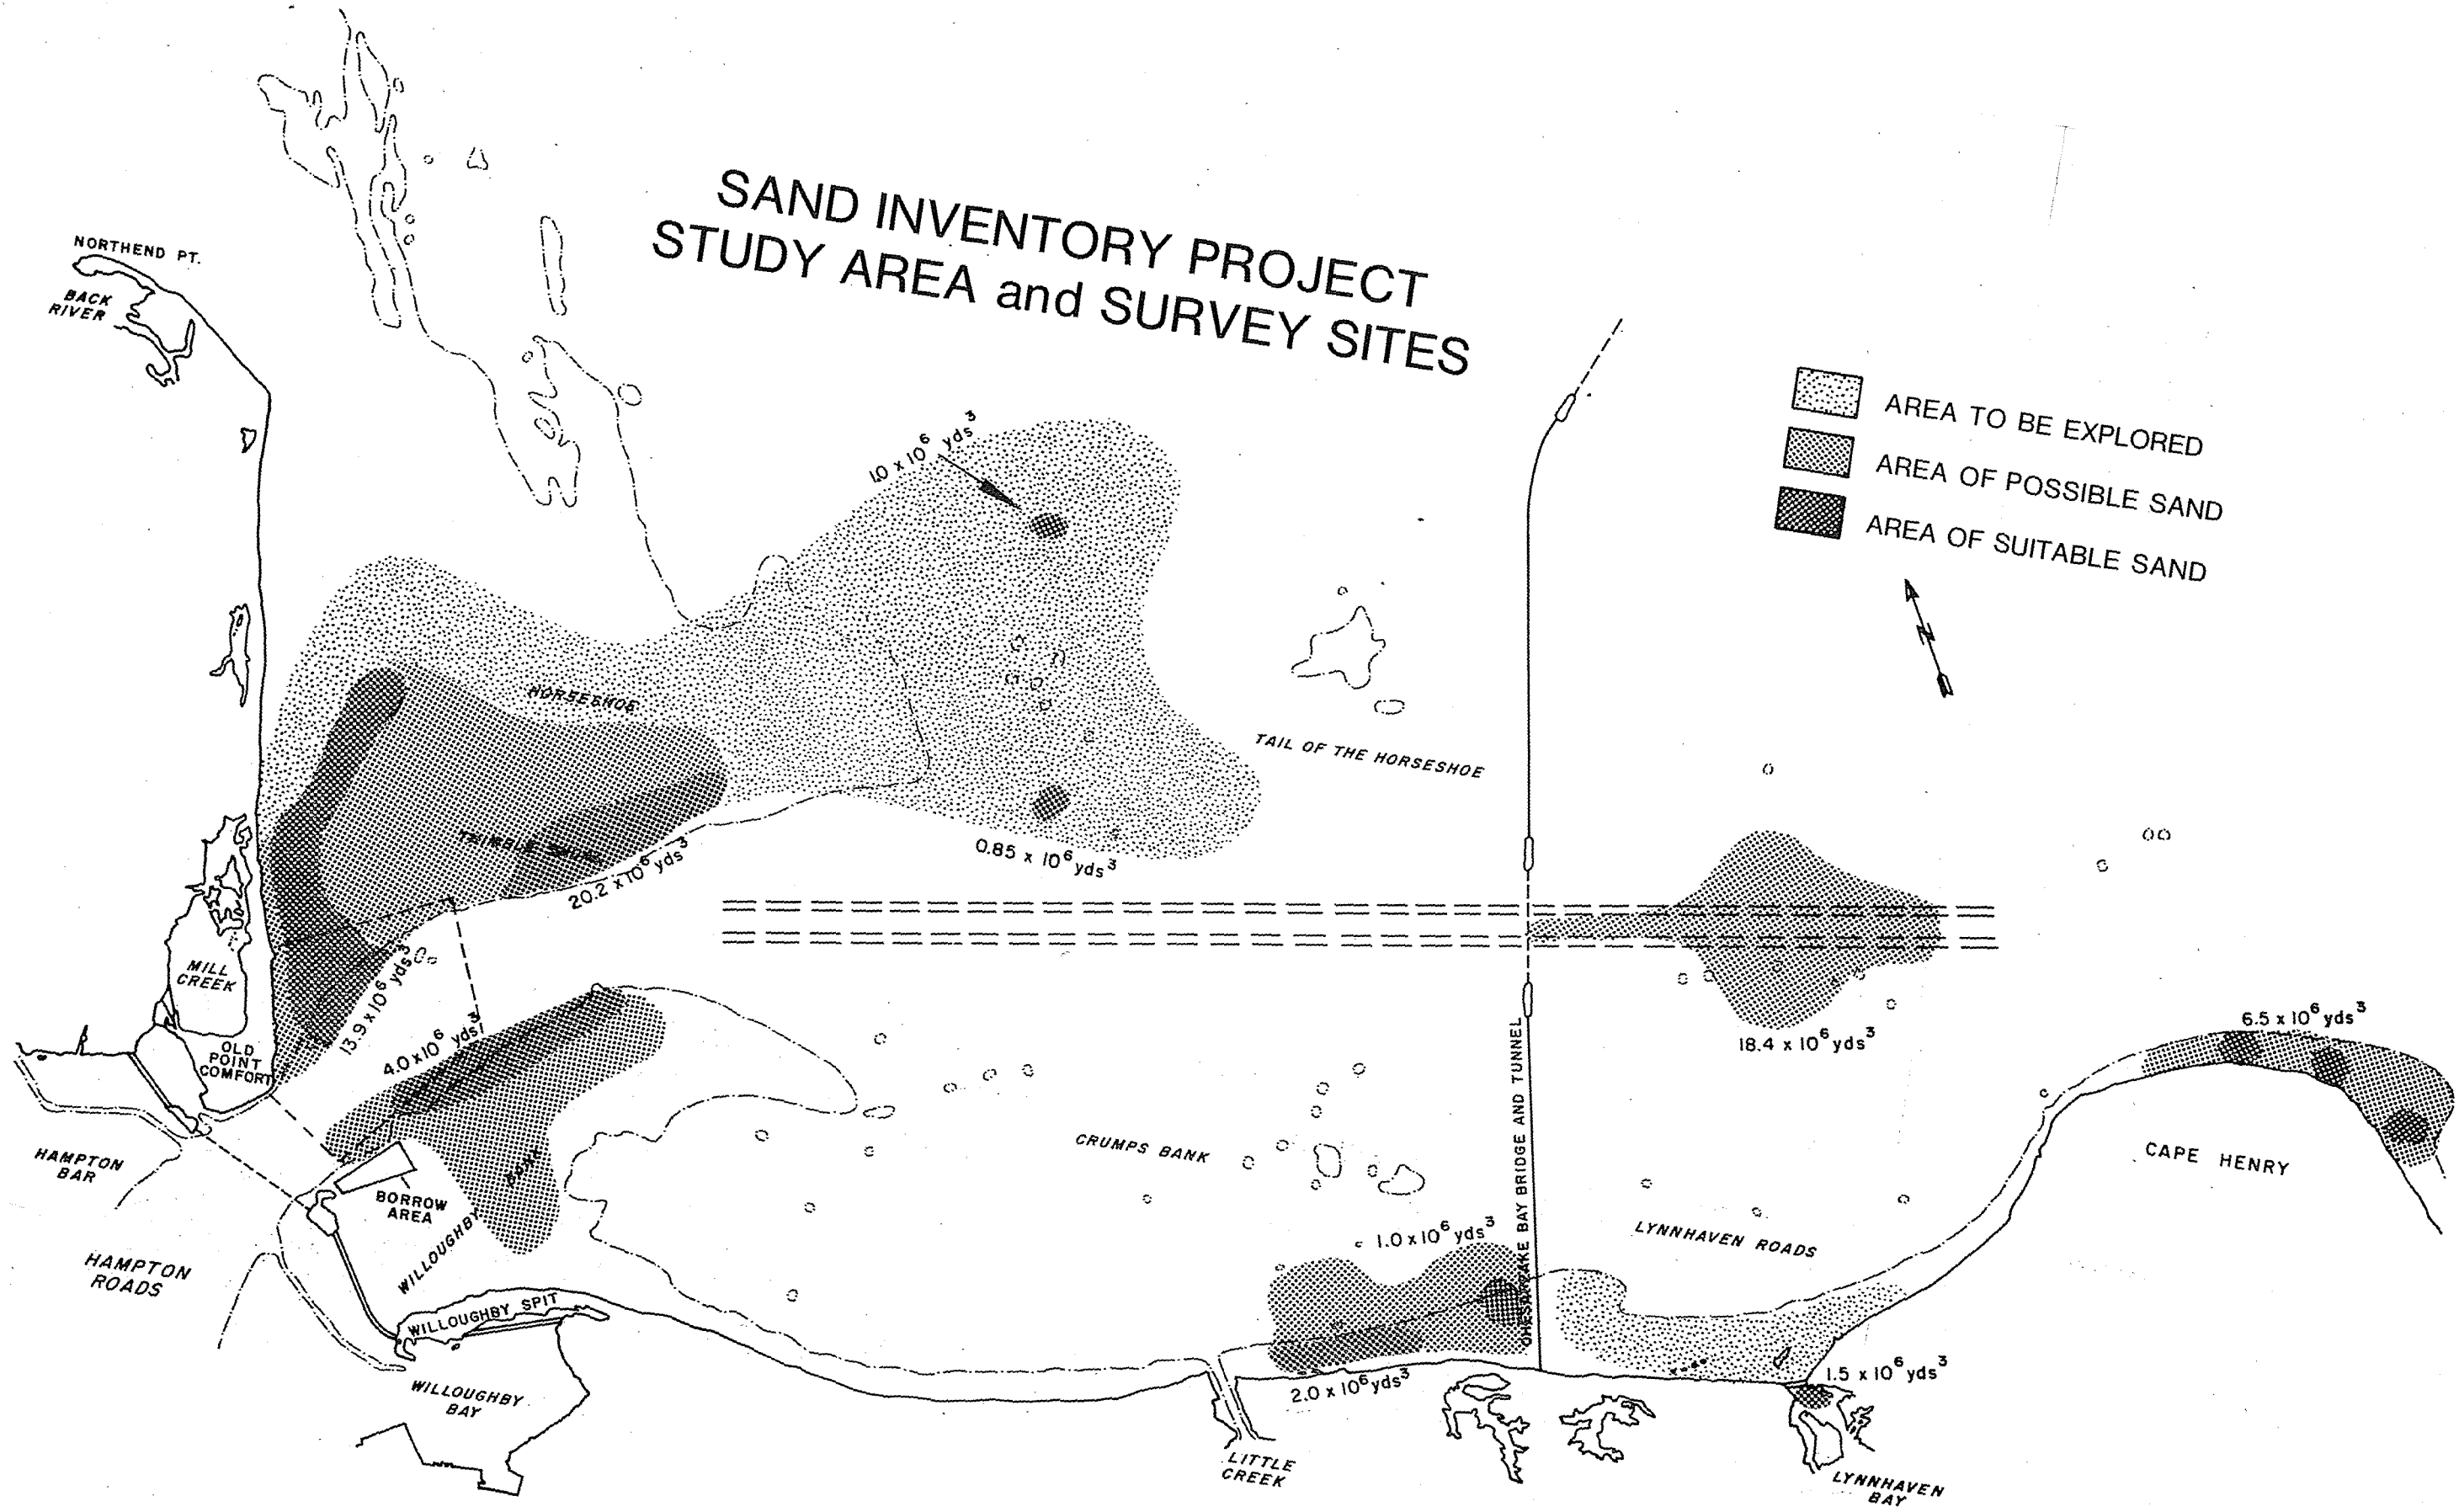 SAND INVENTORY PROJECT
STUDY AREA and SURVEY SITES
NORTHEND PT.
BACK
RIVER
AREA TO BE EXPLORED
AREA OF POSSIBLE SAND
AREA OF SUITABLE SAND
N
1.0 x 10⁶ yds³
HORSESHOE
TAIL OF THE HORSESHOE
20.2 x 10⁶ yds³
0.85 x 10⁶ yds³
MILL
CREEK
13.9 x 10⁶ yds³
OLD
POINT
COMFORT
4.0 x 10⁶ yds³
18.4 x 10⁶ yds³
6.5 x 10⁶ yds³
HAMPTON
BAR
CRUMPS BANK
CHESAPEAKE BAY BRIDGE AND TUNNEL
CAPE HENRY
BORROW
AREA
WILLOUGHBY
BANK
HAMPTON
ROADS
1.0 x 10⁶ yds³
LYNNHAVEN ROADS
WILLOUGHBY SPIT
2.0 x 10⁶ yds³
1.5 x 10⁶ yds³
WILLOUGHBY
BAY
LITTLE
CREEK
LYNNHAVEN
BAY